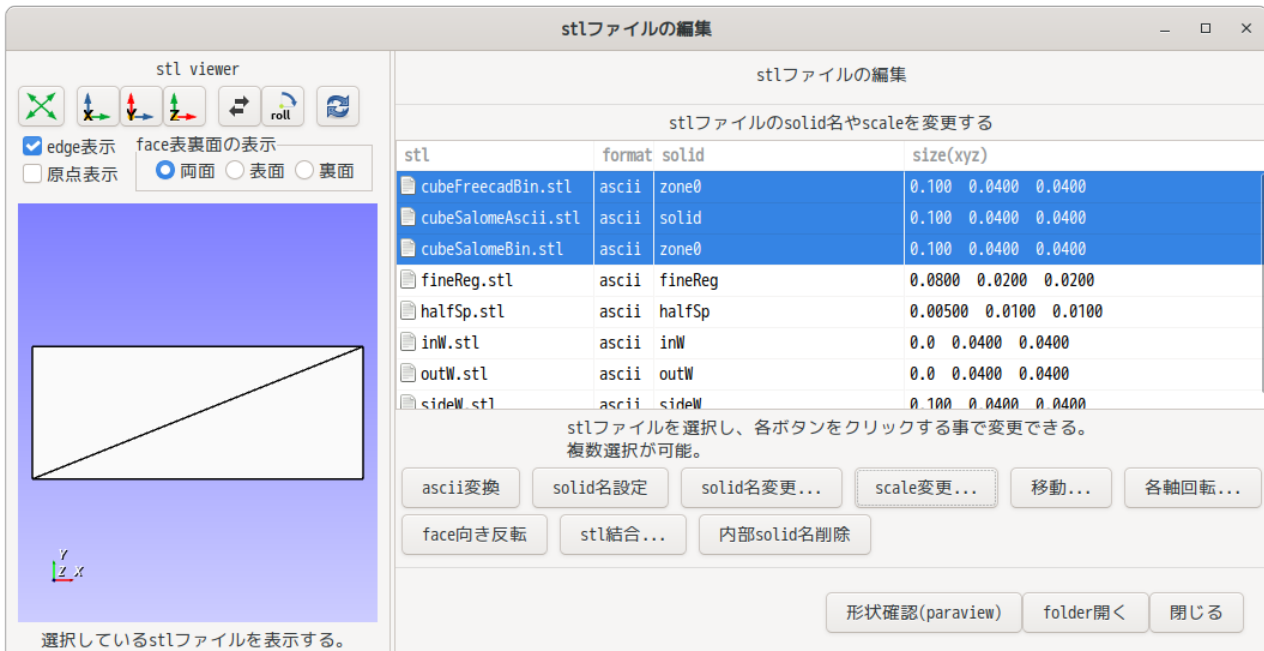 stlファイルの編集
stl viewer
X Y Z roll
edge表示
原点表示
face表裏面の表示
両面 表面 裏面
Y
Z X
選択しているstlファイルを表示する。
stlファイルの編集
stlファイルのsolid名やscaleを変更する
stl format solid size(xyz)
cubeFreecadBin.stl ascii zone0 0.100 0.0400 0.0400
cubeSalomeAscii.stl ascii solid 0.100 0.0400 0.0400
cubeSalomeBin.stl ascii zone0 0.100 0.0400 0.0400
fineReg.stl ascii fineReg 0.0800 0.0200 0.0200
halfSp.stl ascii halfSp 0.00500 0.0100 0.0100
inW.stl ascii inW 0.0 0.0400 0.0400
outW.stl ascii outW 0.0 0.0400 0.0400
sideW.stl ascii sideW 0.100 0.0400 0.0400
stlファイルを選択し、各ボタンをクリックする事で変更できる。
複数選択が可能。
ascii変換 solid名設定 solid名変更... scale変更... 移動... 各軸回転...
face向き反転 stl結合... 内部solid名削除
形状確認(paraview) folder開く 閉じる